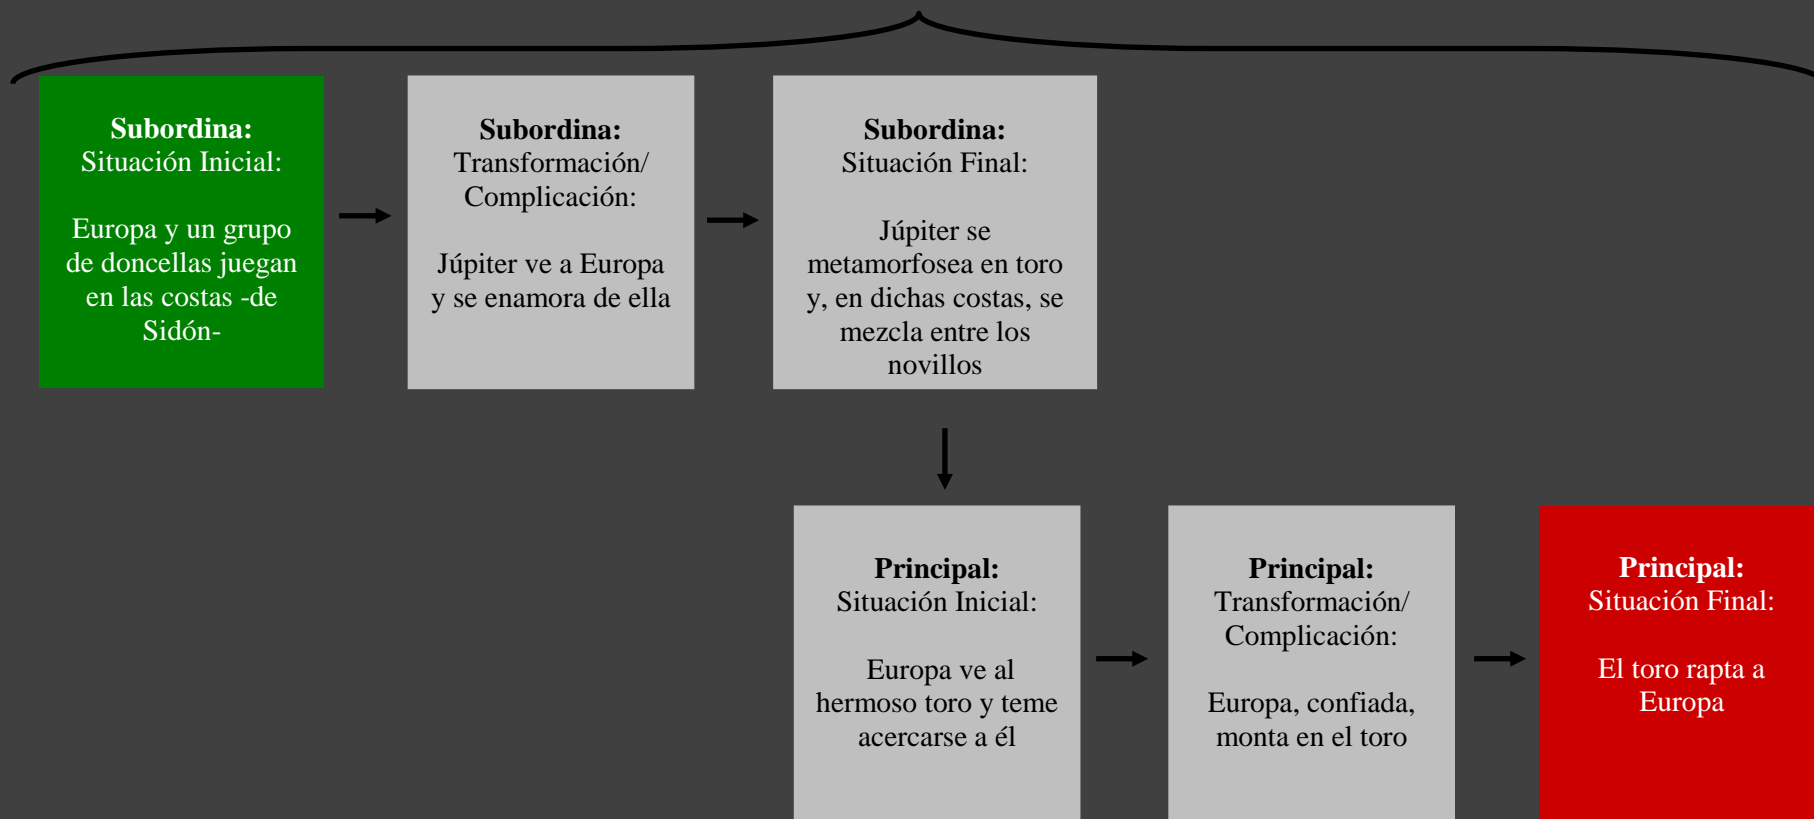 Subordina:
Situación Inicial:
Europa y un grupo
de doncellas juegan
en las costas -de
Sidón-
Subordina:
Transformación/
Complicación:
Júpiter ve a Europa
y se enamora de ella
Subordina:
Situación Final:
Júpiter se
metamorfosea en toro
y, en dichas costas, se
mezcla entre los
novillos
Principal:
Situación Inicial:
Europa ve al
hermoso toro y teme
acercarse a él
Principal:
Transformación/
Complicación:
Europa, confiada,
monta en el toro
Principal:
Situación Final:
El toro rapta a
Europa